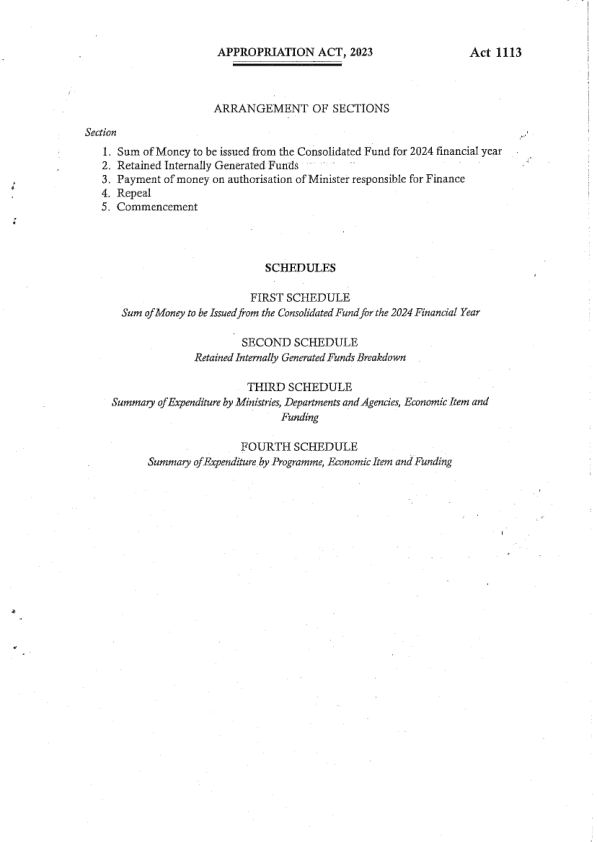 APPROPRIATION ACT, 2023 Act 1113
ARRANGEMENT OF SECTIONS
Section
1. Sum of Money to be issued from the Consolidated Fund for 2024 financial year
2. Retained Internally Generated Funds
3. Payment of money on authorisation of Minister responsible for Finance
4. Repeal
5. Commencement
SCHEDULES
FIRST SCHEDULE
Sum of Money to be Issued from the Consolidated Fund for the 2024 Financial Year
SECOND SCHEDULE
Retained Internally Generated Funds Breakdown
THIRD SCHEDULE
Summary of Expenditure by Ministries, Departments and Agencies, Economic Item and
Funding
FOURTH SCHEDULE
Summary of Expenditure by Programme, Economic Item and Funding